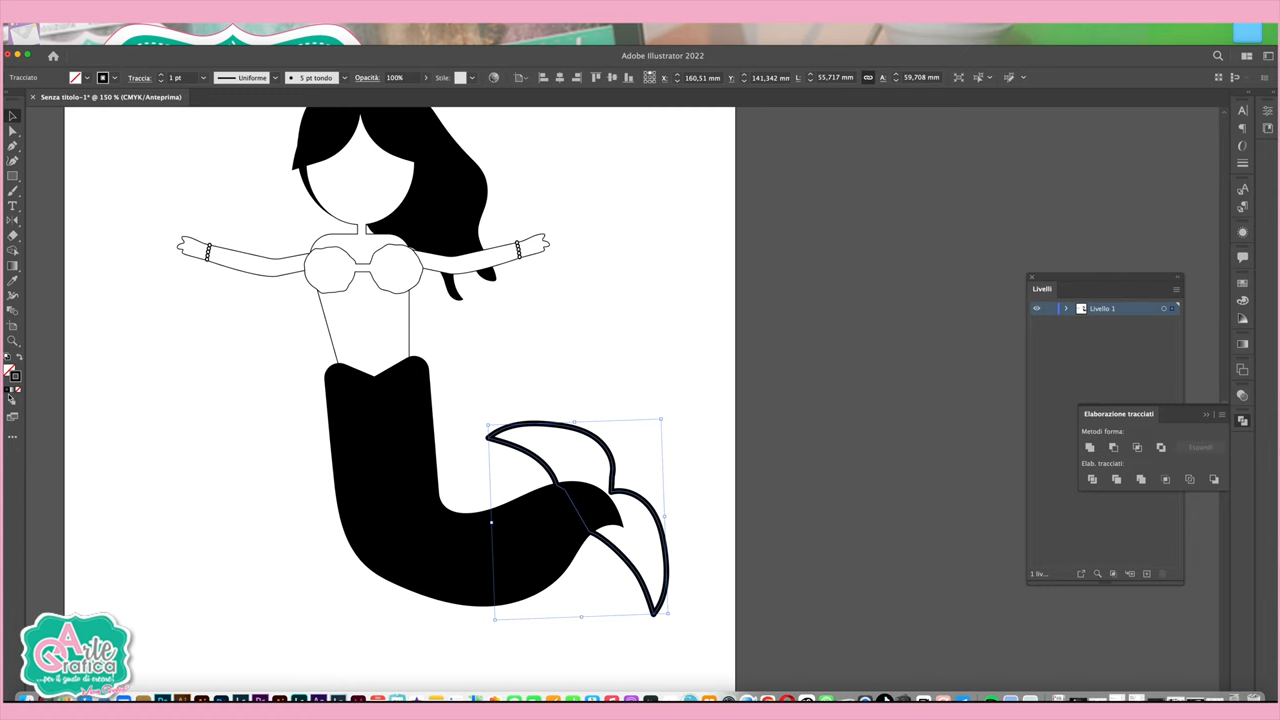 Adobe Illustrator 2022
Tracciato
Traccia:
1 pt
Uniforme
5 pt tondo
Opacità:
100%
Stile:
X:
160,51 mm
Y:
141,342 mm
L:
55,717 mm
A:
59,708 mm
Senza titolo-1* @ 150 % (CMYK/Anteprima)
Livelli
Livello 1
Elaborazione tracciati
Metodi forma:
Espandi
Elab. tracciati:
1 liv...
Arte
Grafica